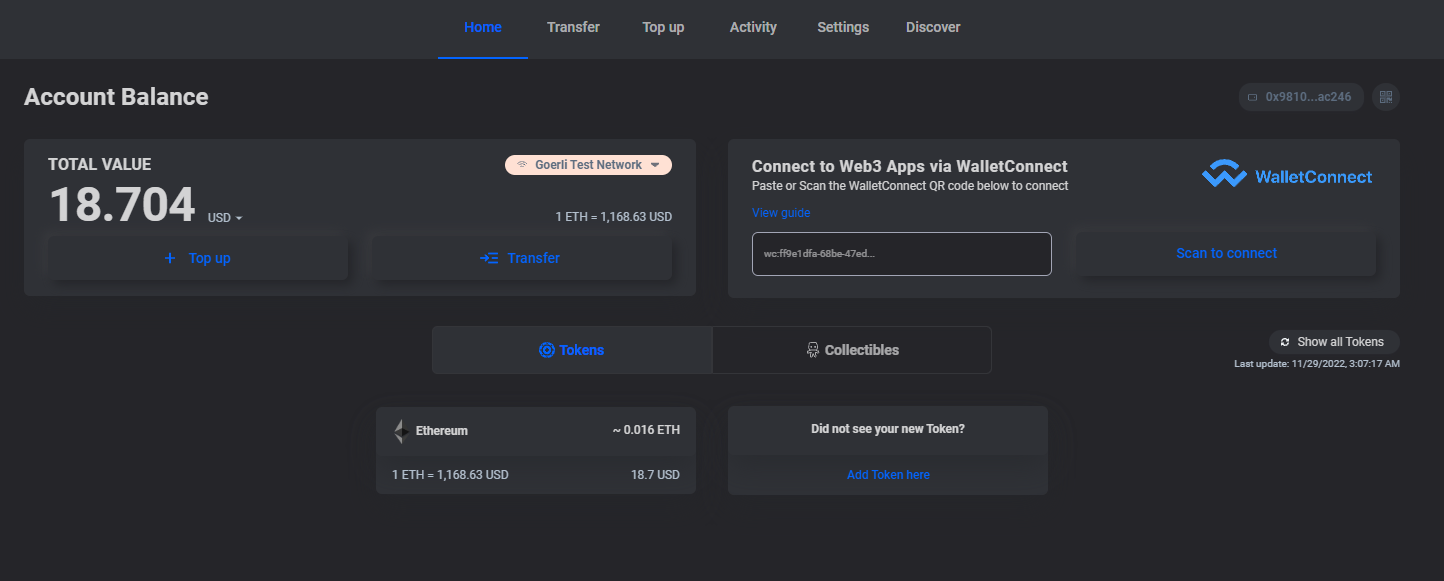 Home Transfer Top up Activity Settings Discover
Account Balance
0x9810...ac246
TOTAL VALUE
Goerli Test Network
18.704 USD
1 ETH = 1,168.63 USD
+ Top up
Transfer
Connect to Web3 Apps via WalletConnect
Paste or Scan the WalletConnect QR code below to connect
WalletConnect
View guide
wc:ff9e1dfa-68be-47ed...
Scan to connect
Tokens
Collectibles
Show all Tokens
Last update: 11/29/2022, 3:07:17 AM
Ethereum
~ 0.016 ETH
1 ETH = 1,168.63 USD
18.7 USD
Did not see your new Token?
Add Token here